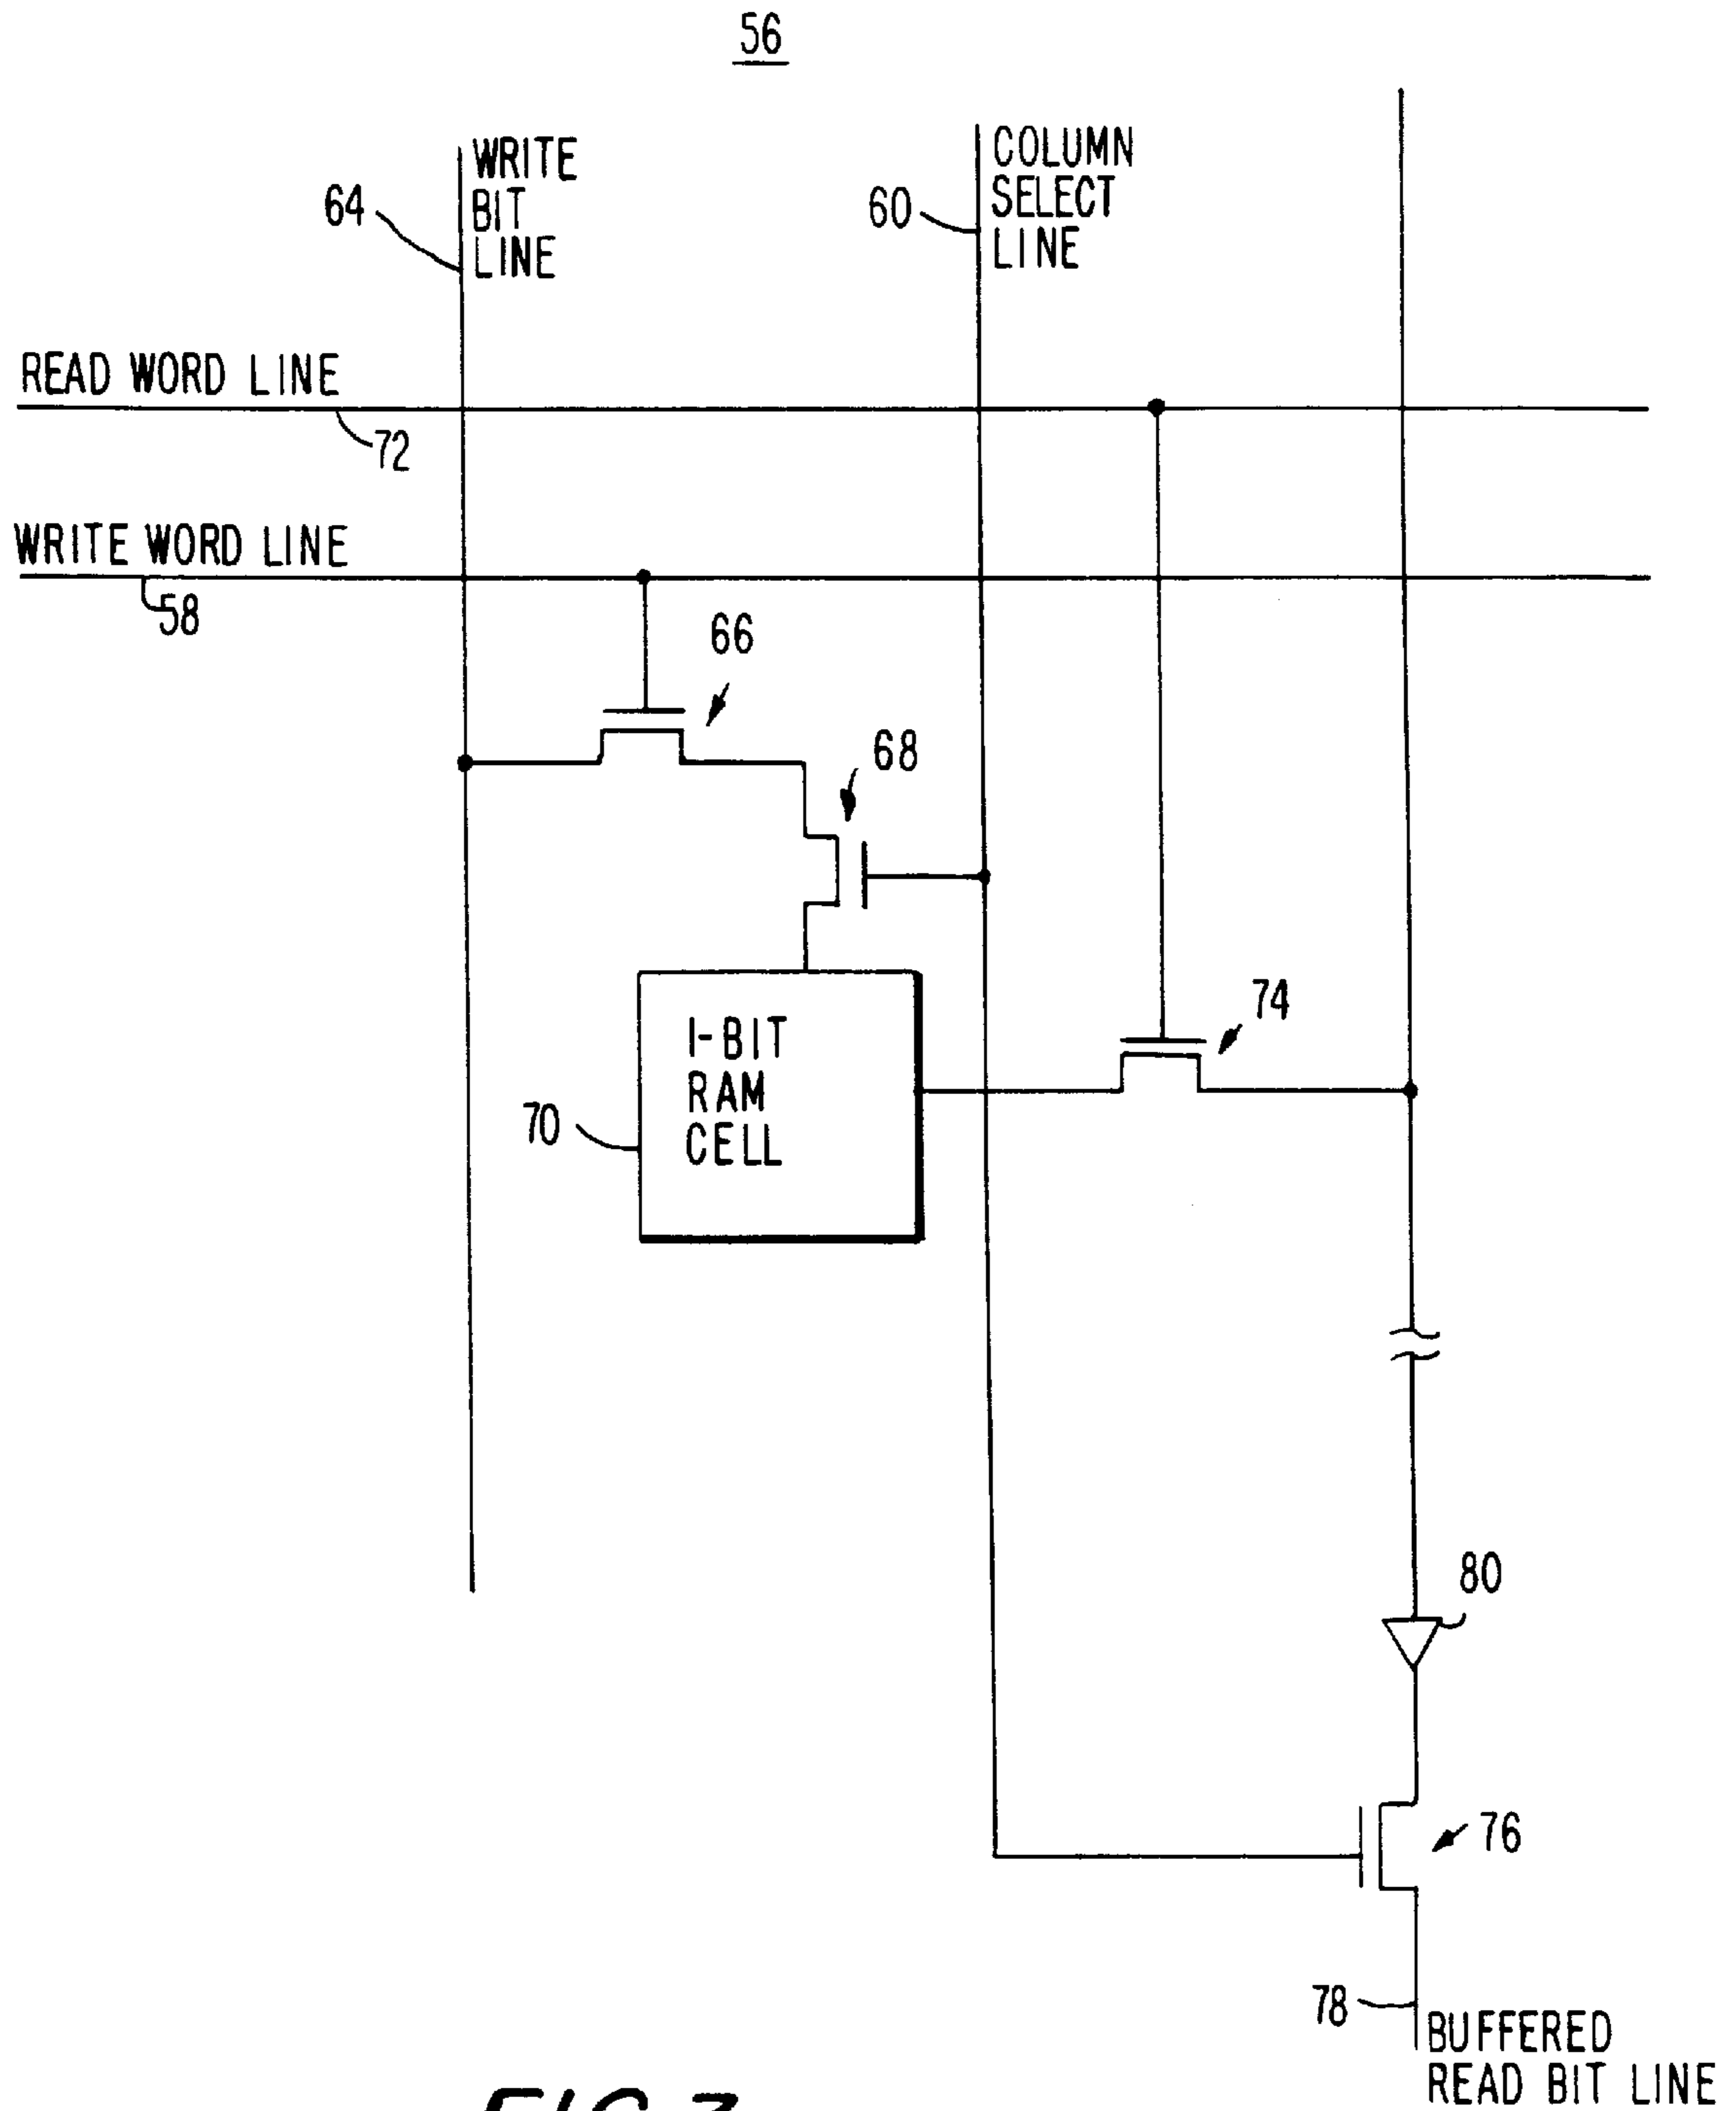 56
WRITE
BIT
LINE
64
COLUMN
SELECT
LINE
60
READ WORD LINE
72
WRITE WORD LINE
58
66
68
74
1-BIT
RAM
CELL
70
80
76
78
BUFFERED
READ BIT LINE